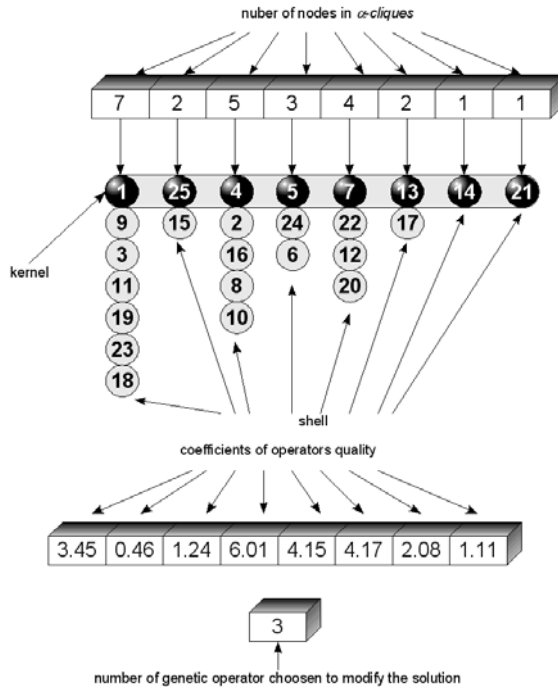 nuber of nodes in α-cliques
7 2 5 3 4 2 1 1
1 25 4 5 7 13 14 21
9 15 2 24 22 17
3 16 6 12
kernel
11 8 20
19 10
23
18
shell
coefficients of operators quality
3.45 0.46 1.24 6.01 4.15 4.17 2.08 1.11
3
number of genetic operator choosen to modify the solution